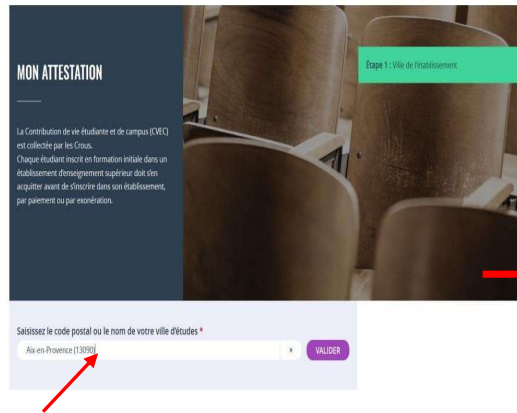 MON ATTESTATION
La Contribution de vie étudiante et de campus (CVEC)
est collectée par les Crous.
Chaque étudiant inscrit en formation initiale dans un
établissement d'enseignement supérieur doit s'en
acquitter avant de s'inscrire dans son établissement,
par paiement ou par exonération.
Étape 1 : Ville de l'établissement
Saisissez le code postal ou le nom de votre ville d'études *
Aix-en-Provence (13090)
×
VALIDER